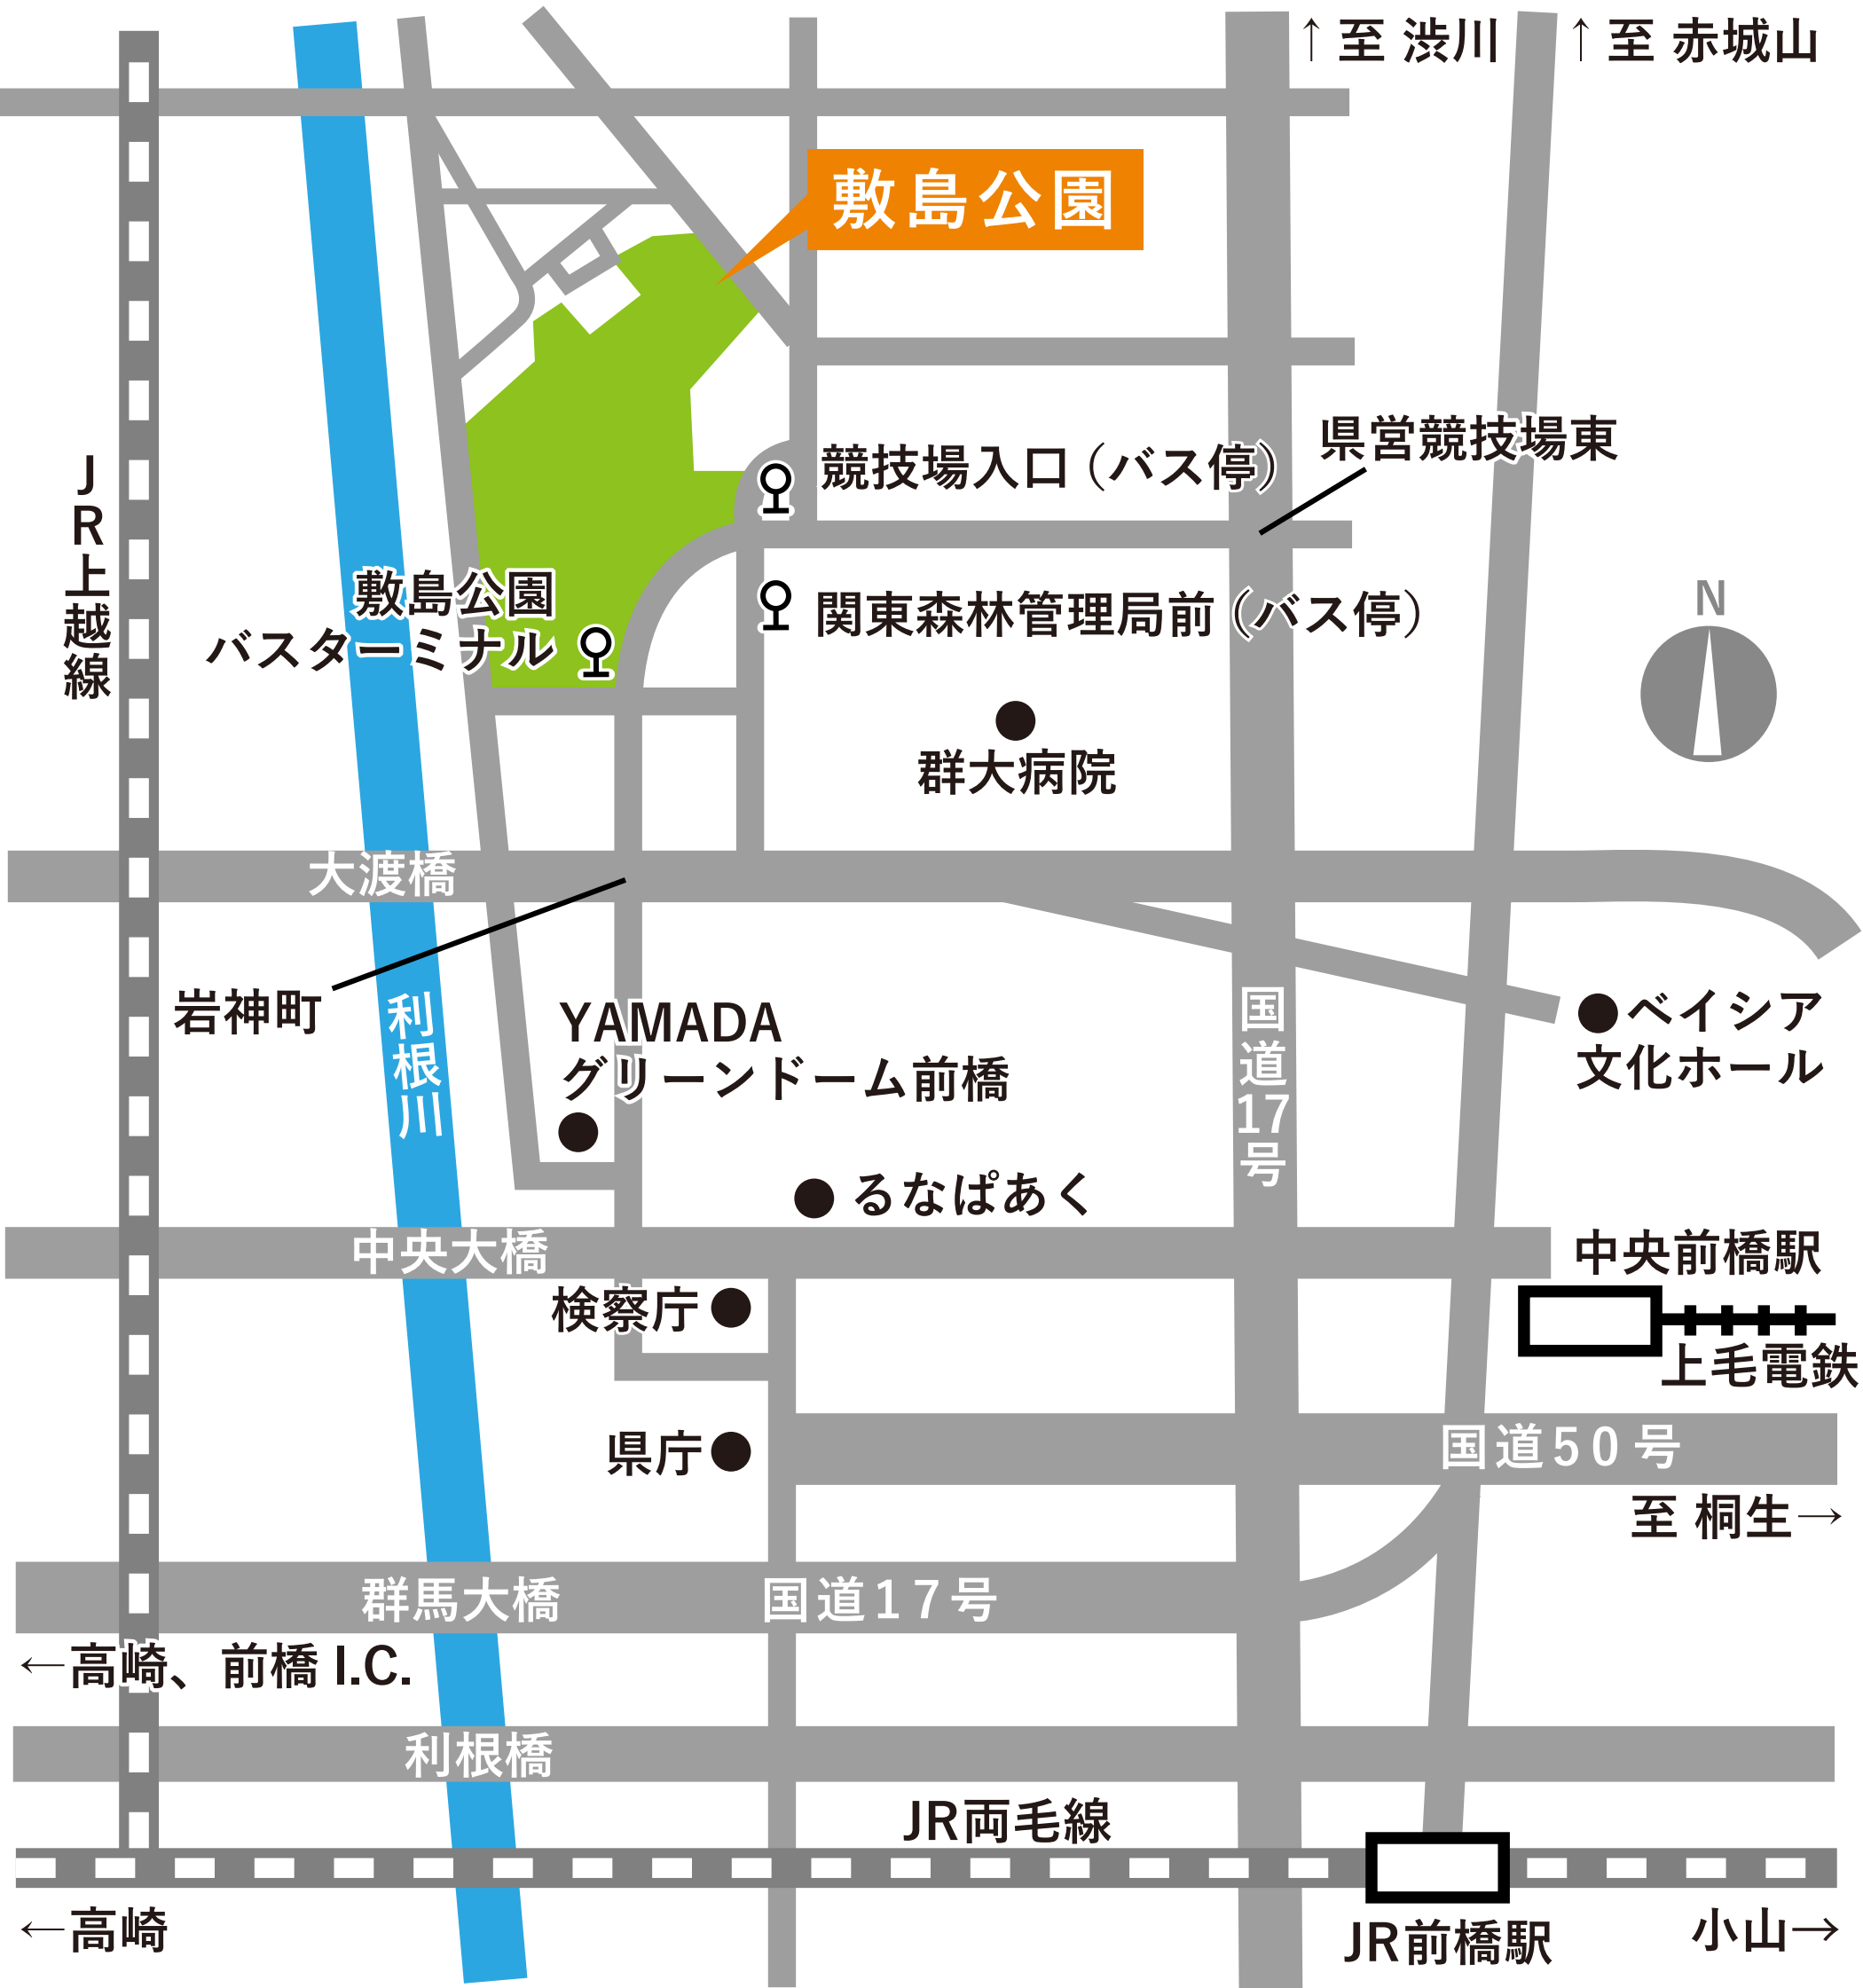 ↑ 至 渋川
↑ 至 赤城山
敷島公園
県営競技場東
競技場入口（バス停）
JR上越線
敷島公園
バスターミナル
関東森林管理局前（バス停）
N
群大病院
大渡橋
岩神町
利根川
YAMADA
グリーンドーム前橋
国道17号
ベイシア
文化ホール
るなぱあく
中央大橋
中央前橋駅
検察庁
上毛電鉄
県庁
国道50号
至 桐生→
群馬大橋
国道17号
←高崎、前橋 I.C.
利根橋
JR両毛線
←高崎
JR前橋駅
小山→